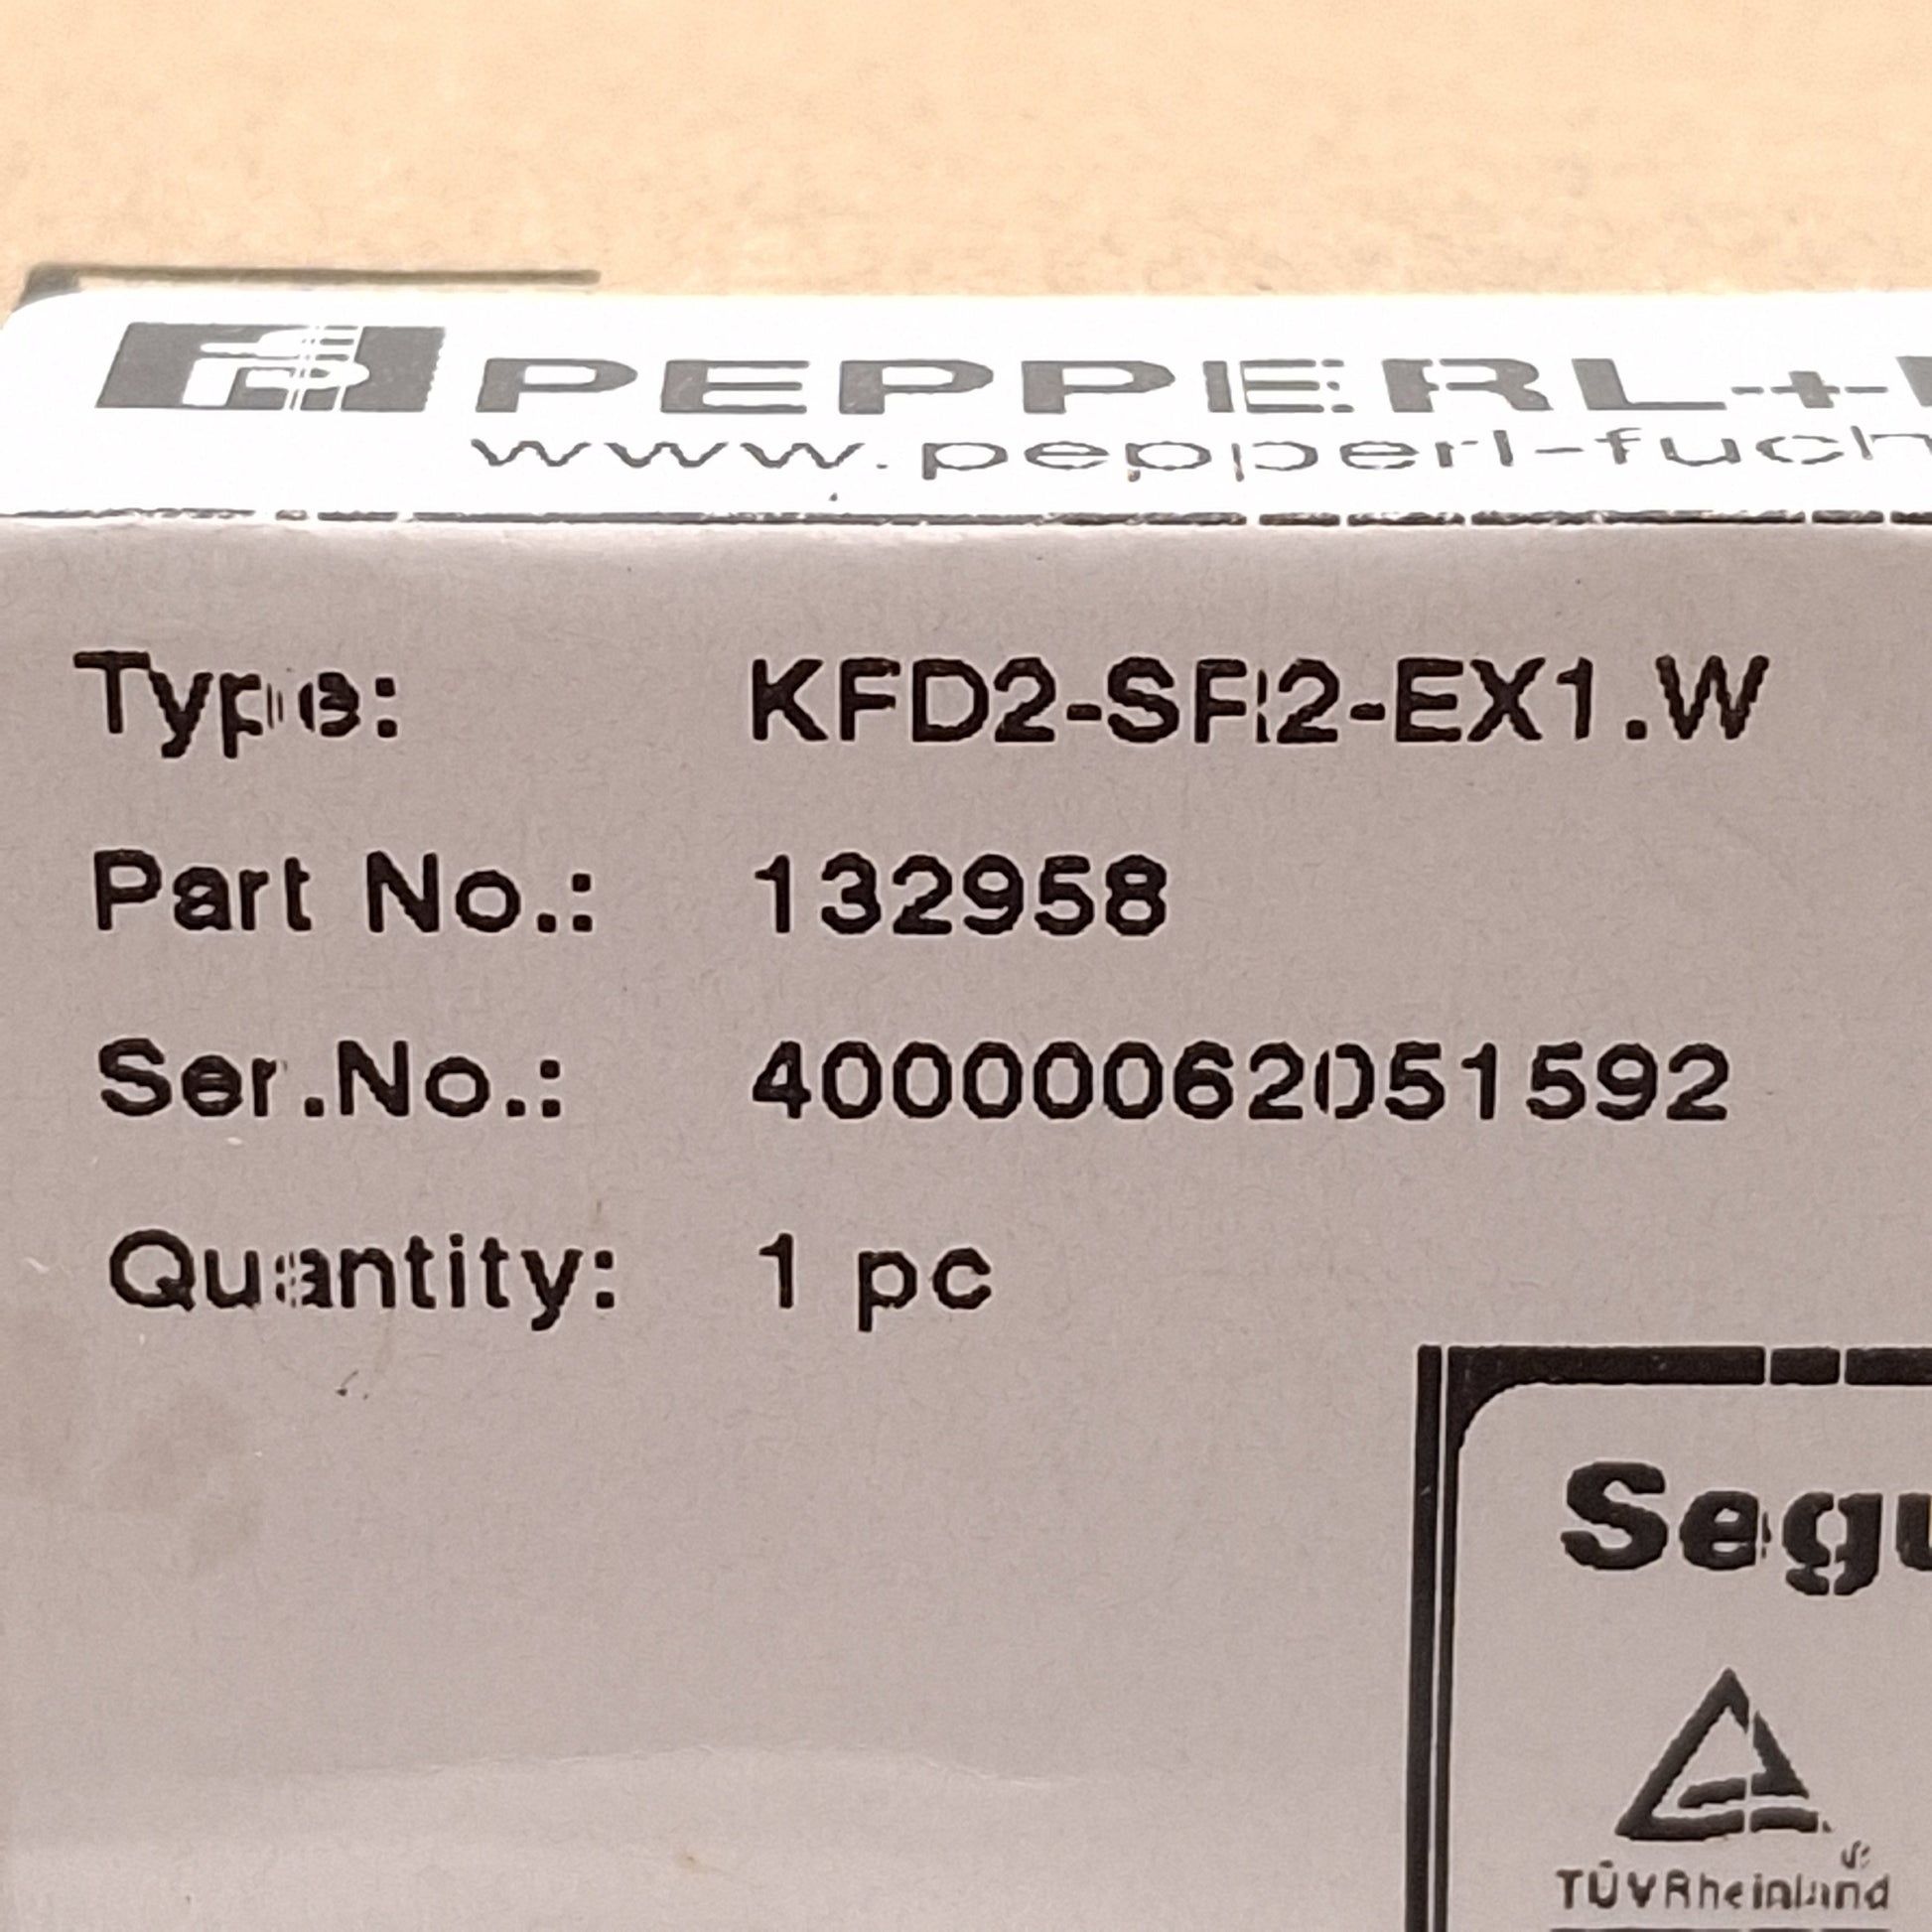 PEPPERL+
www.pepperl-fuch
Type: KFD2-SR2-EX1.W
Part No.: 132958
Ser.No.: 40000062051592
Quantity: 1 pc
Segu
TÜVRheinland